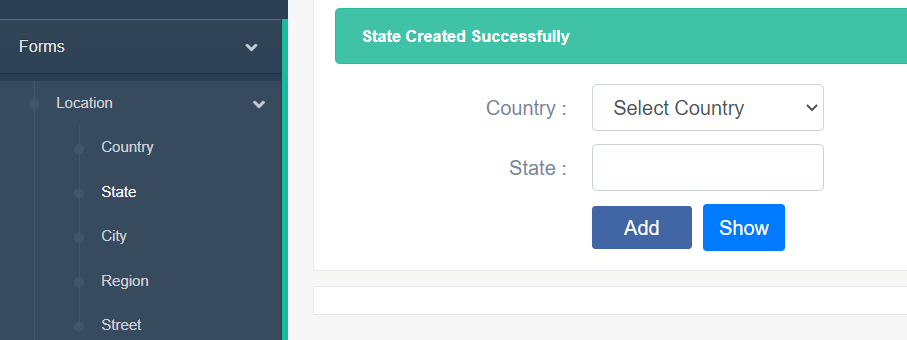 Forms
Location
Country
State
City
Region
Street
State Created Successfully
Country : Select Country
State :
Add Show